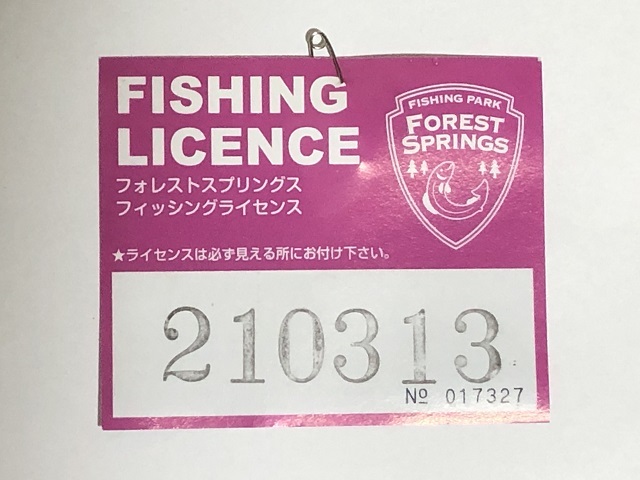 FISHING
LICENCE
フォレストスプリングス
フィッシングライセンス
FISHING PARK
FOREST
SPRINGS
★ライセンスは必ず見える所にお付け下さい。
210313
№ 017327